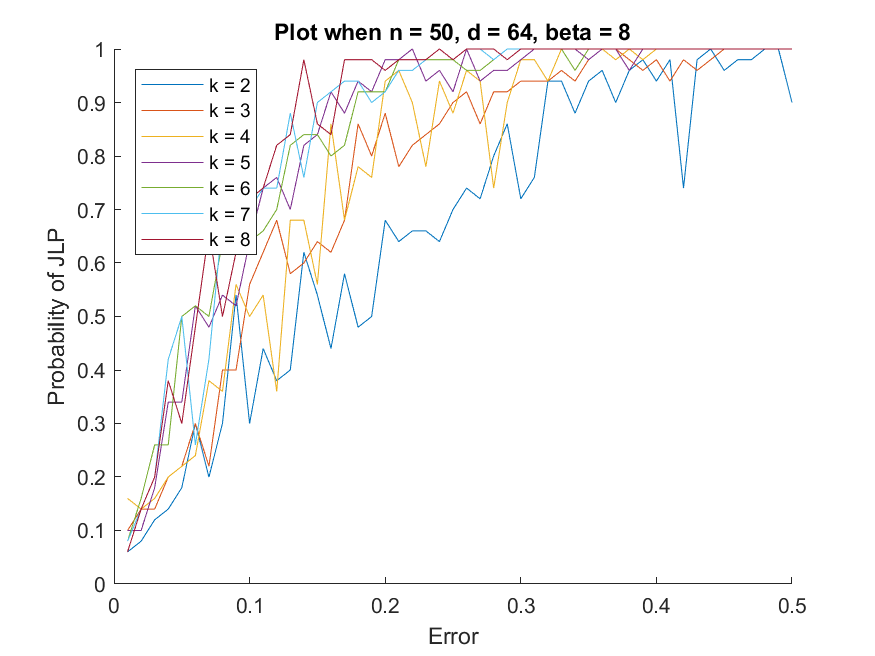 Plot when n = 50, d = 64, beta = 8
1
0.9
0.8
0.7
0.6
0.5
0.4
0.3
0.2
0.1
0
Probability of JLP
k = 2
k = 3
k = 4
k = 5
k = 6
k = 7
k = 8
0 0.1 0.2 0.3 0.4 0.5
Error